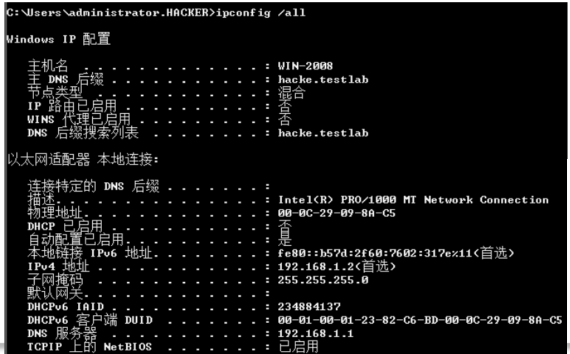 C:\Users\administrator.HACKER>ipconfig /all
Windows IP 配置
主机名 . . . . . . . . . . . . . : WIN-2008
主 DNS 后缀 . . . . . . . . . . . : hacke.testlab
节点类型 . . . . . . . . . . . . : 混合
IP 路由已启用 . . . . . . . . . . : 否
WINS 代理已启用 . . . . . . . . . : 否
DNS 后缀搜索列表 . . . . . . . . : hacke.testlab
以太网适配器 本地连接:
连接特定的 DNS 后缀 . . . . . . . :
描述. . . . . . . . . . . . . . . : Intel(R) PRO/1000 MT Network Connection
物理地址. . . . . . . . . . . . . : 00-0C-29-09-8A-C5
DHCP 已启用 . . . . . . . . . . . : 否
自动配置已启用. . . . . . . . . . : 是
本地链接 IPv6 地址. . . . . . . . : fe80::b57d:2f60:7602:317e%11(首选)
IPv4 地址 . . . . . . . . . . . . : 192.168.1.2(首选)
子网掩码 . . . . . . . . . . . . : 255.255.255.0
默认网关. . . . . . . . . . . . . :
DHCPv6 IAID . . . . . . . . . . . : 234884137
DHCPv6 客户端 DUID . . . . . . . : 00-01-00-01-23-82-C6-BD-00-0C-29-09-8A-C5
DNS 服务器 . . . . . . . . . . . : 192.168.1.1
TCPIP 上的 NetBIOS . . . . . . . : 已启用